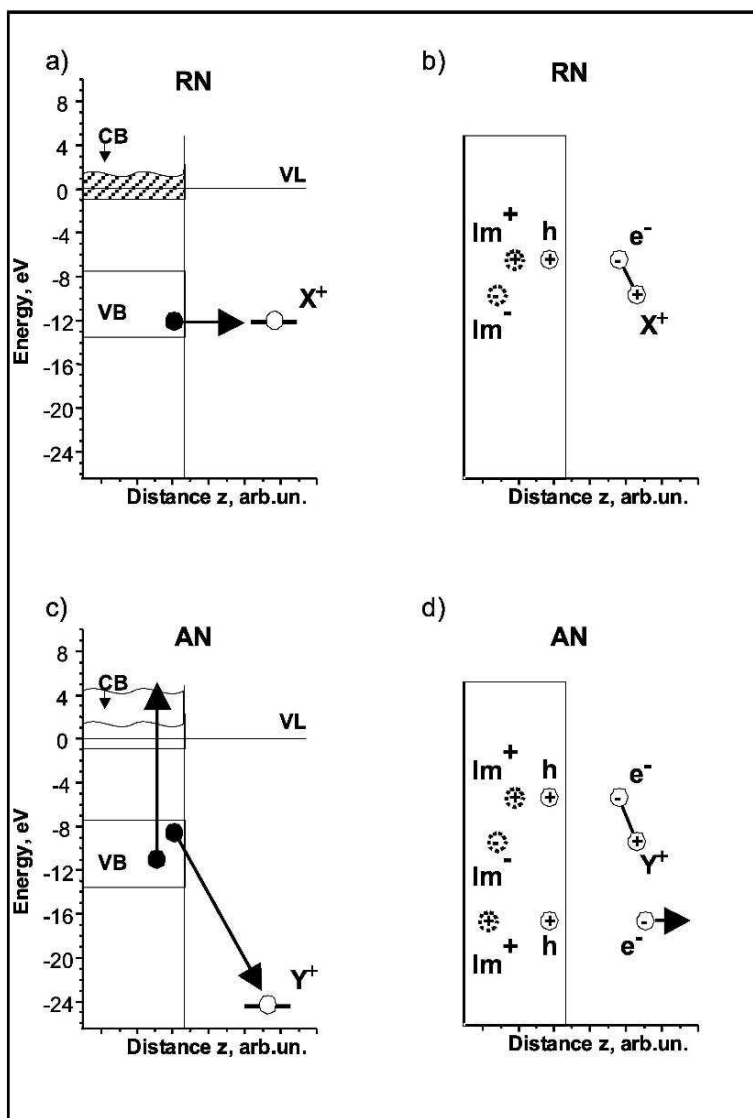 a)
RN
8
CB
4
VL
0
-4
-8
X+
VB
-12
-16
-20
-24
Energy, eV
Distance z, arb.un.
b)
RN
Im+
h
e-
Im-
X+
Distance z, arb.un.
c)
AN
8
CB
4
VL
0
-4
-8
VB
-12
-16
-20
Y+
-24
Energy, eV
Distance z, arb.un.
d)
AN
Im+
h
e-
Im-
Y+
Im+
h
e-
Distance z, arb.un.